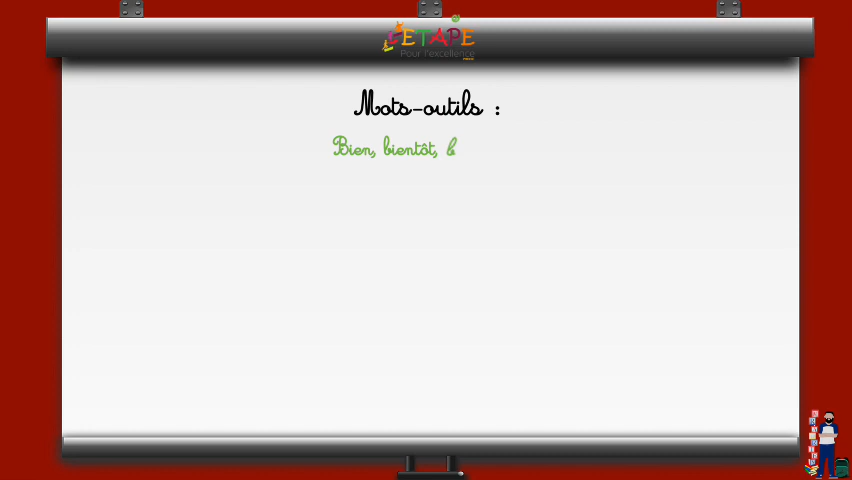 ETAPE
Pour l'excellence
Mots-outils :
Bien, bientôt, b